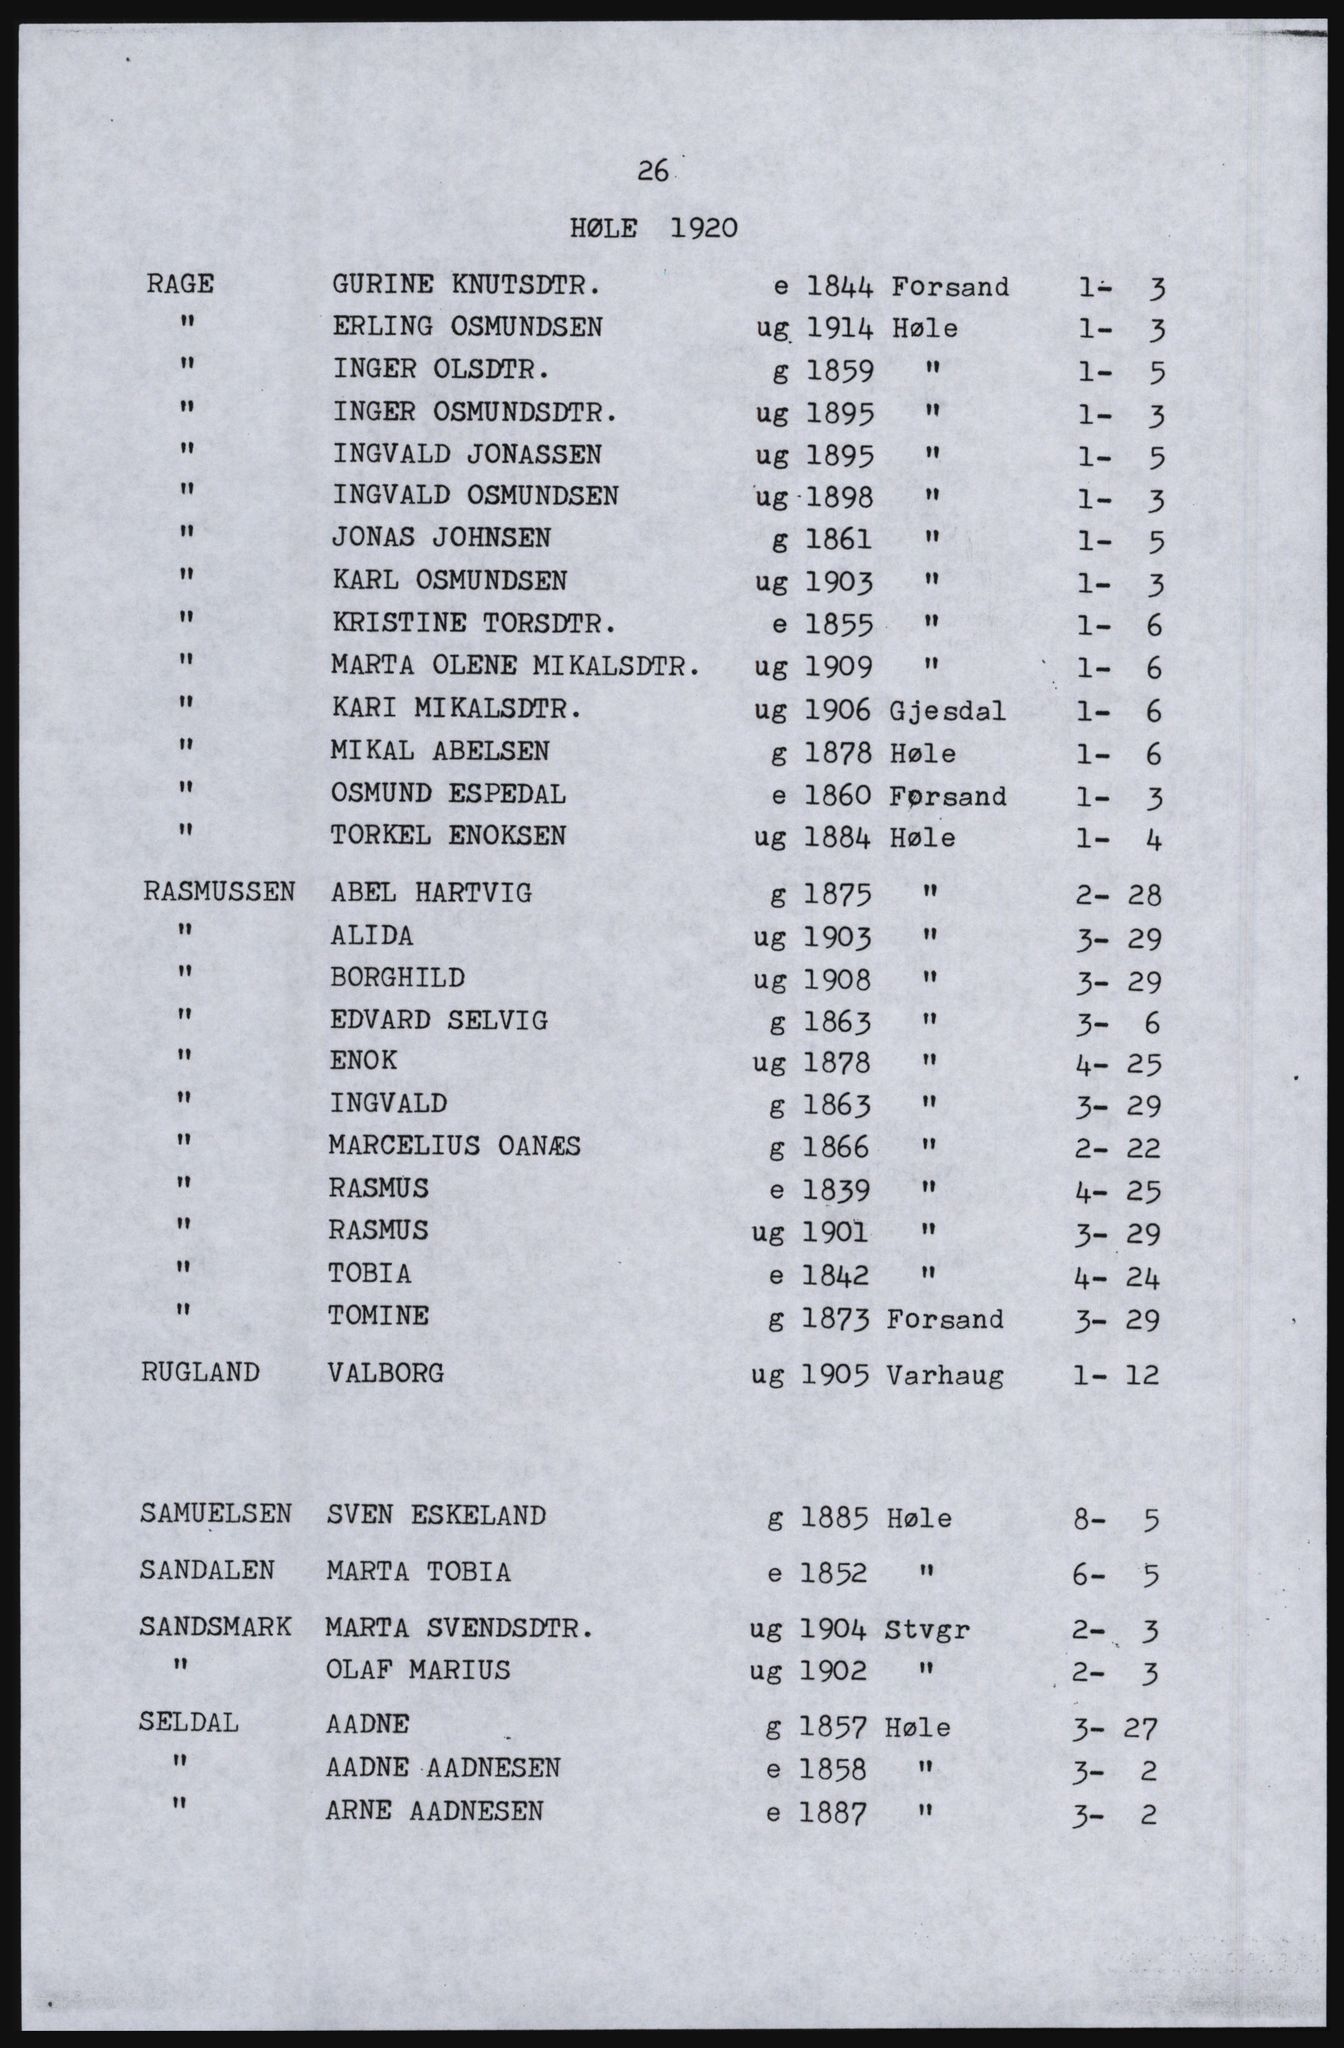 26
HØLE 1920
RAGE GURINE KNUTSDTR. e 1844 Forsand 1- 3
" ERLING OSMUNDSEN ug 1914 Høle 1- 3
" INGER OLSDTR. g 1859 " 1- 5
" INGER OSMUNDSDTR. ug 1895 " 1- 3
" INGVALD JONASSEN ug 1895 " 1- 5
" INGVALD OSMUNDSEN ug 1898 " 1- 3
" JONAS JOHNSEN g 1861 " 1- 5
" KARL OSMUNDSEN ug 1903 " 1- 3
" KRISTINE TORSDTR. e 1855 " 1- 6
" MARTA OLENE MIKALSDTR. ug 1909 " 1- 6
" KARI MIKALSDTR. ug 1906 Gjesdal 1- 6
" MIKAL ABELSEN g 1878 Høle 1- 6
" OSMUND ESPEDAL e 1860 Forsand 1- 3
" TORKEL ENOKSEN ug 1884 Høle 1- 4
RASMUSSEN ABEL HARTVIG g 1875 " 2- 28
" ALIDA ug 1903 " 3- 29
" BORGHILD ug 1908 " 3- 29
" EDVARD SELVIG g 1863 " 3- 6
" ENOK ug 1878 " 4- 25
" INGVALD g 1863 " 3- 29
" MARCELIUS OANÆS g 1866 " 2- 22
" RASMUS e 1839 " 4- 25
" RASMUS ug 1901 " 3- 29
" TOBIA e 1842 " 4- 24
" TOMINE g 1873 Forsand 3- 29
RUGLAND VALBORG ug 1905 Varhaug 1- 12
SAMUELSEN SVEN ESKELAND g 1885 Høle 8- 5
SANDALEN MARTA TOBIA e 1852 " 6- 5
SANDSMARK MARTA SVENDSDTR. ug 1904 Stvgr 2- 3
" OLAF MARIUS ug 1902 " 2- 3
SELDAL AADNE g 1857 Høle 3- 27
" AADNE AADNESEN e 1858 " 3- 2
" ARNE AADNESEN e 1887 " 3- 2